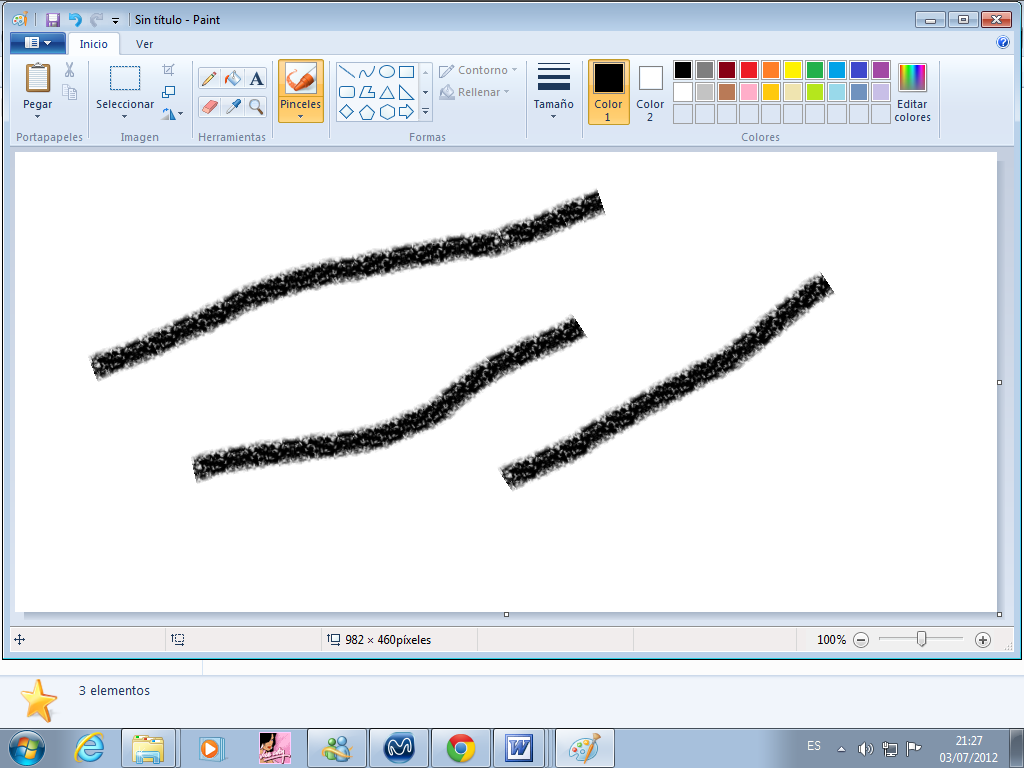 Sin título - Paint
Inicio Ver
Pegar
Seleccionar
A
Pinceles
Contorno
Rellenar
Tamaño
Color
1
Color
2
Editar
colores
Portapapeles Imagen Herramientas Formas Colores
982 × 460píxeles 100%
3 elementos
W
ES
21:27
03/07/2012